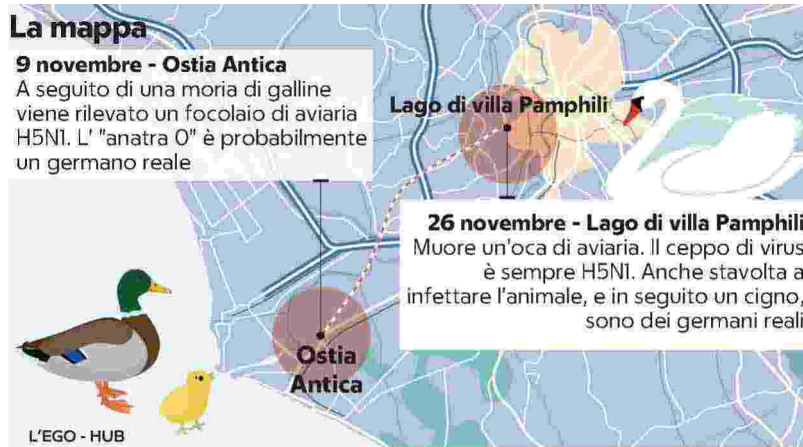 La mappa
9 novembre - Ostia Antica
A seguito di una moria di galline
viene rilevato un focolaio di aviaria
H5N1. L' "anatra 0" è probabilmente
un germano reale
Lago di villa Pamphili
26 novembre - Lago di villa Pamphili
Muore un'oca di aviaria. Il ceppo di virus
è sempre H5N1. Anche stavolta a
infettare l'animale, e in seguito un cigno,
sono dei germani reali
Ostia
Antica
L'EGO - HUB